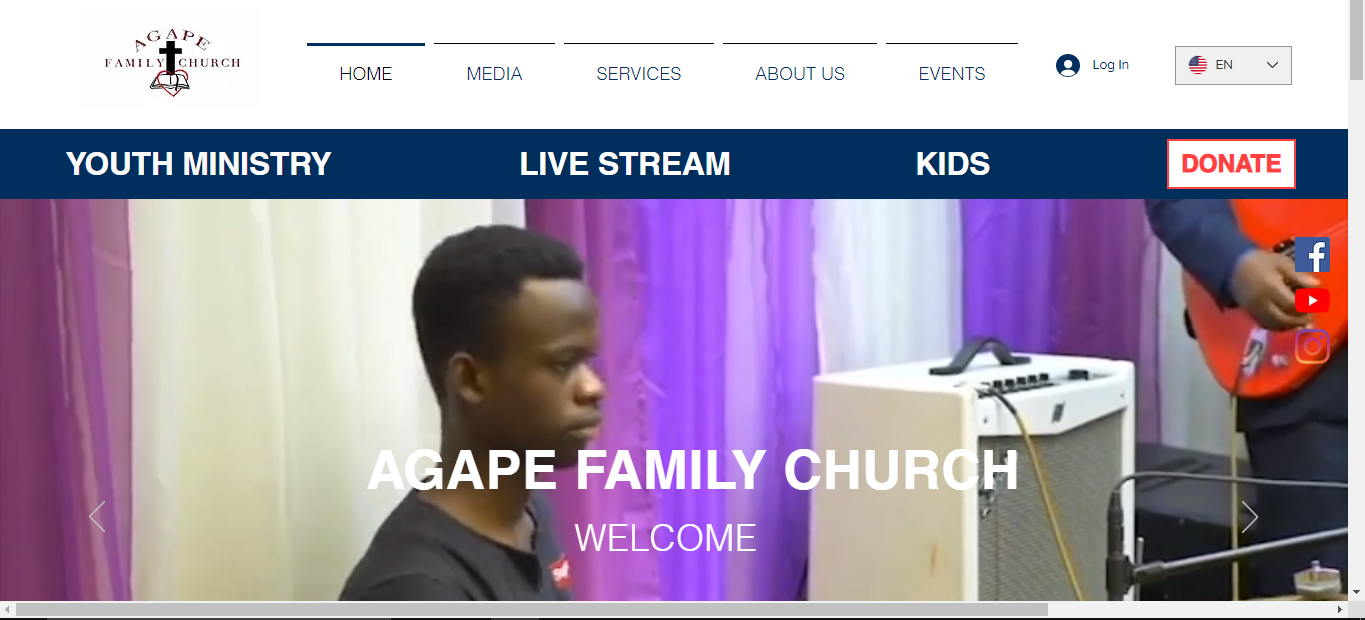 AGAPE
FAMILY CHURCH
HOME
MEDIA
SERVICES
ABOUT US
EVENTS
Log In
EN
YOUTH MINISTRY
LIVE STREAM
KIDS
DONATE
AGAPE FAMILY CHURCH
WELCOME